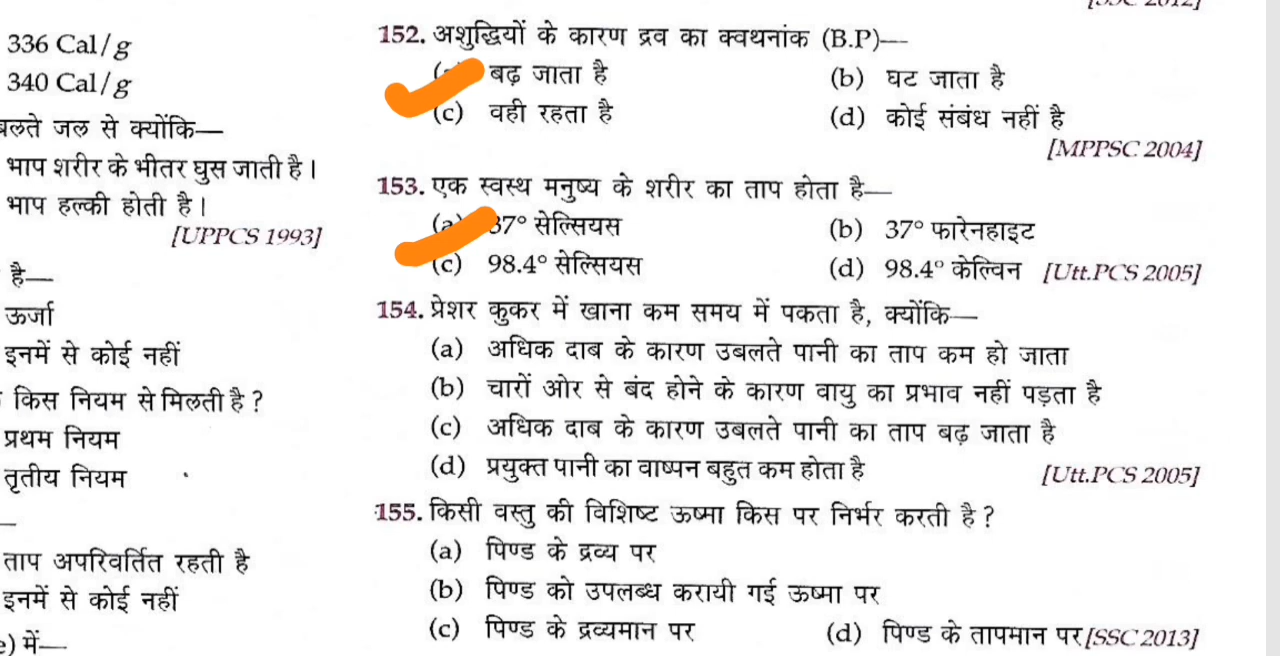 336 Cal/g
340 Cal/g
बलते जल से क्योंकि—
भाप शरीर के भीतर घुस जाती है।
भाप हल्की होती है।
[UPPCS 1993]
है—
ऊर्जा
इनमें से कोई नहीं
किस नियम से मिलती है ?
प्रथम नियम
तृतीय नियम
ताप अपरिवर्तित रहती है
इनमें से कोई नहीं
e) में—
152. अशुद्धियों के कारण द्रव का क्वथनांक (B.P)—
बढ़ जाता है (b) घट जाता है
(c) वही रहता है (d) कोई संबंध नहीं है
[MPPSC 2004]
153. एक स्वस्थ मनुष्य के शरीर का ताप होता है—
(a) 37° सेल्सियस (b) 37° फारेनहाइट
(c) 98.4° सेल्सियस (d) 98.4° केल्विन [Utt.PCS 2005]
154. प्रेशर कुकर में खाना कम समय में पकता है, क्योंकि—
(a) अधिक दाब के कारण उबलते पानी का ताप कम हो जाता
(b) चारों ओर से बंद होने के कारण वायु का प्रभाव नहीं पड़ता है
(c) अधिक दाब के कारण उबलते पानी का ताप बढ़ जाता है
(d) प्रयुक्त पानी का वाष्पन बहुत कम होता है [Utt.PCS 2005]
155. किसी वस्तु की विशिष्ट ऊष्मा किस पर निर्भर करती है ?
(a) पिण्ड के द्रव्य पर
(b) पिण्ड को उपलब्ध करायी गई ऊष्मा पर
(c) पिण्ड के द्रव्यमान पर (d) पिण्ड के तापमान पर [SSC 2013]